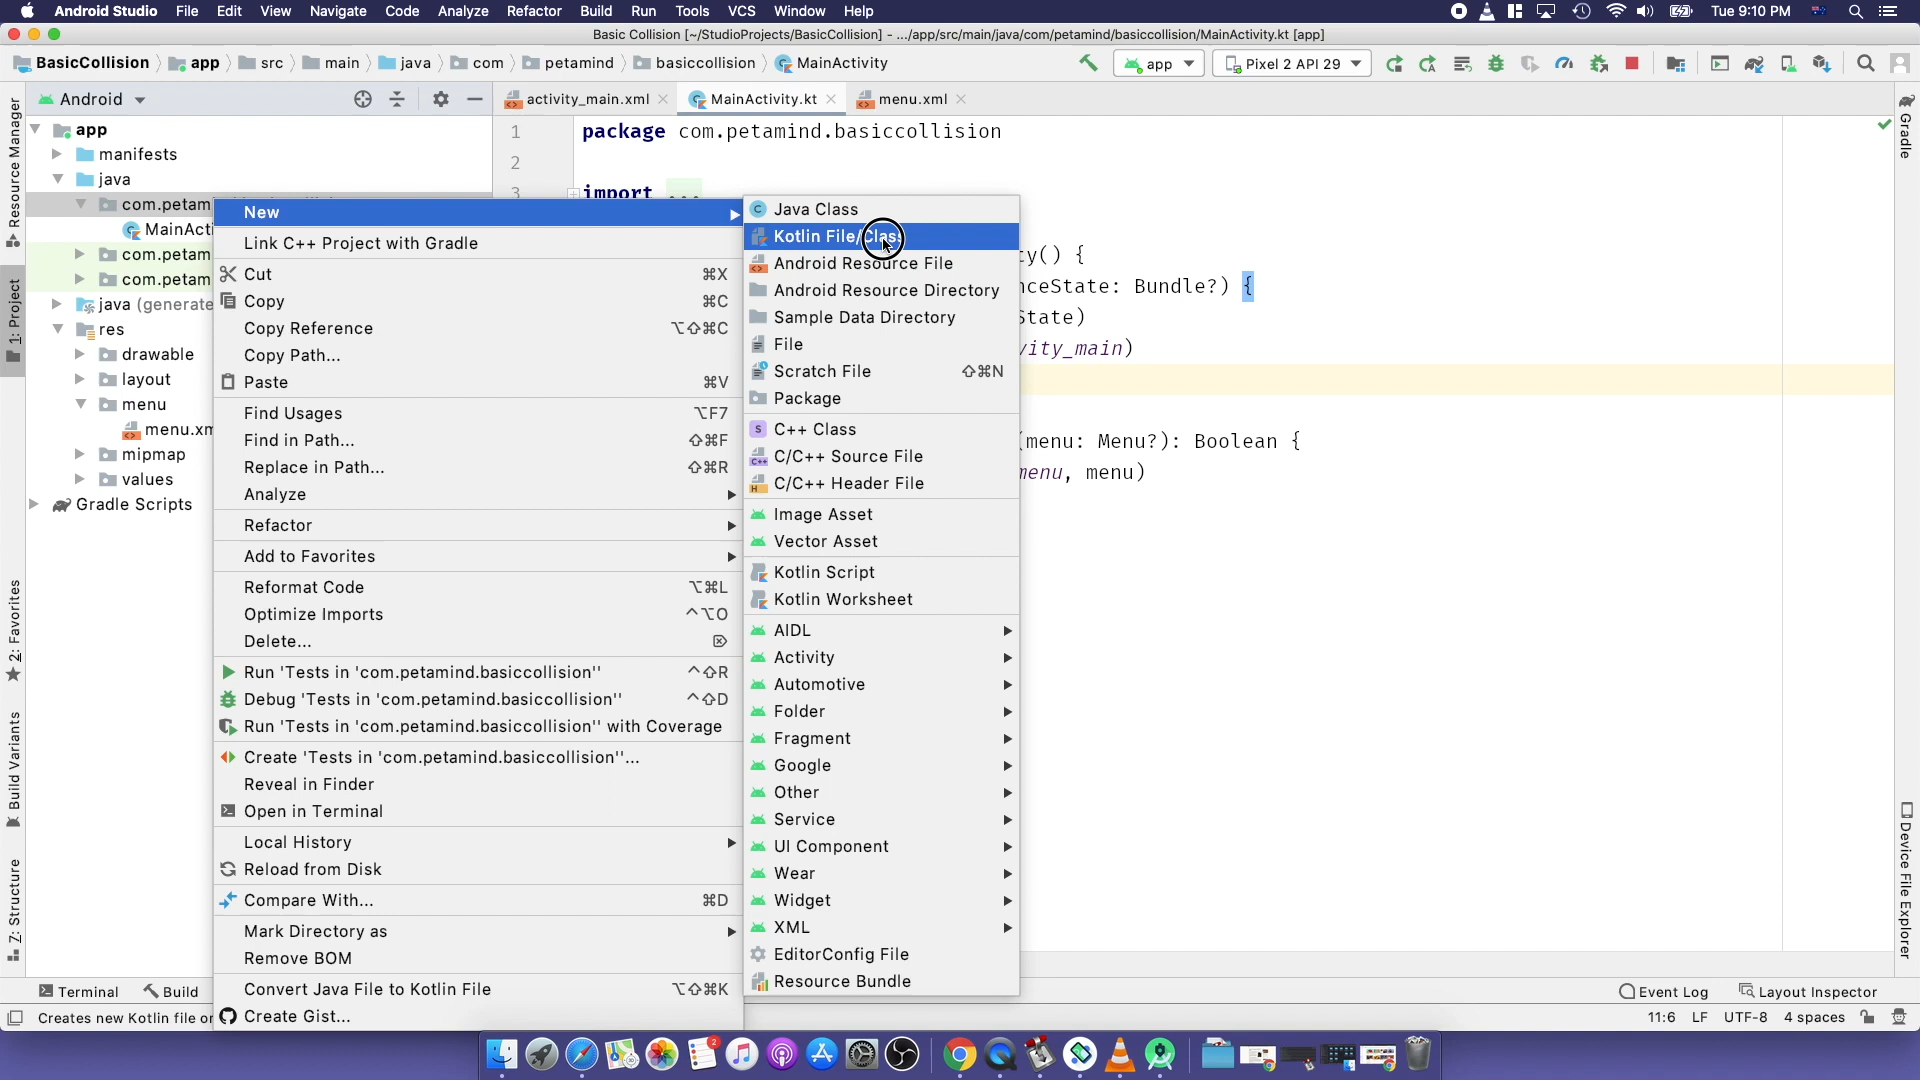 Android Studio File Edit View Navigate Code Analyze Refactor Build Run Tools VCS Window Help Tue 9:10 PM
Basic Collision [~/StudioProjects/BasicCollision] - .../app/src/main/java/com/petamind/basiccollision/MainActivity.kt [app]
BasicCollision app src main java com petamind basiccollision MainActivity app Pixel 2 API 29
Android activity_main.xml MainActivity.kt menu.xml
Resource Manager
1: Project
2: Favorites
Build Variants
Z: Structure
app
manifests
java
com.petam
MainActi
com.petam
com.petam
java (generate
res
drawable
layout
menu
menu.xm
mipmap
values
Gradle Scripts
1 package com.petamind.basiccollision
2
3 import ...
ty() {
nceState: Bundle?) {
State)
vity_main)
(menu: Menu?): Boolean {
menu, menu)
New
Link C++ Project with Gradle
Cut ⌘X
Copy ⌘C
Copy Reference ⌥⇧⌘C
Copy Path...
Paste ⌘V
Find Usages ⌥F7
Find in Path... ⇧⌘F
Replace in Path... ⇧⌘R
Analyze
Refactor
Add to Favorites
Reformat Code ⌥⌘L
Optimize Imports ^⌥O
Delete... ⌦
Run 'Tests in 'com.petamind.basiccollision'' ^⇧R
Debug 'Tests in 'com.petamind.basiccollision'' ^⇧D
Run 'Tests in 'com.petamind.basiccollision'' with Coverage
Create 'Tests in 'com.petamind.basiccollision''...
Reveal in Finder
Open in Terminal
Local History
Reload from Disk
Compare With... ⌘D
Mark Directory as
Remove BOM
Convert Java File to Kotlin File ⌥⇧⌘K
Create Gist...
Java Class
Kotlin File/Class
Android Resource File
Android Resource Directory
Sample Data Directory
File
Scratch File ⇧⌘N
Package
C++ Class
C/C++ Source File
C/C++ Header File
Image Asset
Vector Asset
Kotlin Script
Kotlin Worksheet
AIDL
Activity
Automotive
Folder
Fragment
Google
Other
Service
UI Component
Wear
Widget
XML
EditorConfig File
Resource Bundle
Gradle
Device File Explorer
Terminal Build Event Log Layout Inspector
Creates new Kotlin file or 11:6 LF UTF-8 4 spaces
2